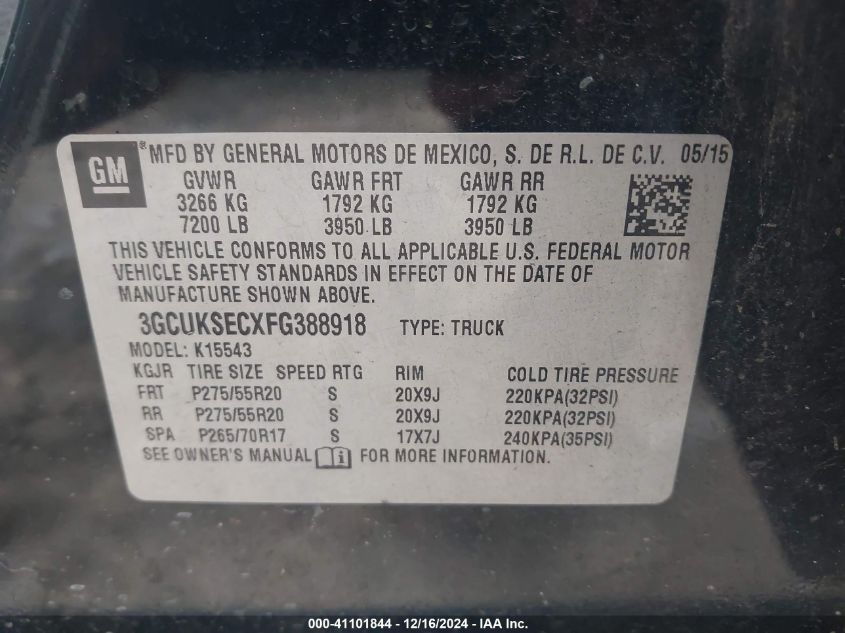 GM ® MFD BY GENERAL MOTORS DE MEXICO, S. DE R.L. DE C.V. 05/15
GVWR GAWR FRT GAWR RR
3266 KG 1792 KG 1792 KG
7200 LB 3950 LB 3950 LB
THIS VEHICLE CONFORMS TO ALL APPLICABLE U.S. FEDERAL MOTOR
VEHICLE SAFETY STANDARDS IN EFFECT ON THE DATE OF
MANUFACTURE SHOWN ABOVE.
3GCUKSECXFG388918 TYPE: TRUCK
MODEL: K15543
KGJR TIRE SIZE SPEED RTG RIM COLD TIRE PRESSURE
FRT P275/55R20 S 20X9J 220KPA(32PSI)
RR P275/55R20 S 20X9J 220KPA(32PSI)
SPA P265/70R17 S 17X7J 240KPA(35PSI)
SEE OWNER'S MANUAL i FOR MORE INFORMATION.
000-41101844 - 12/16/2024 - IAA Inc.